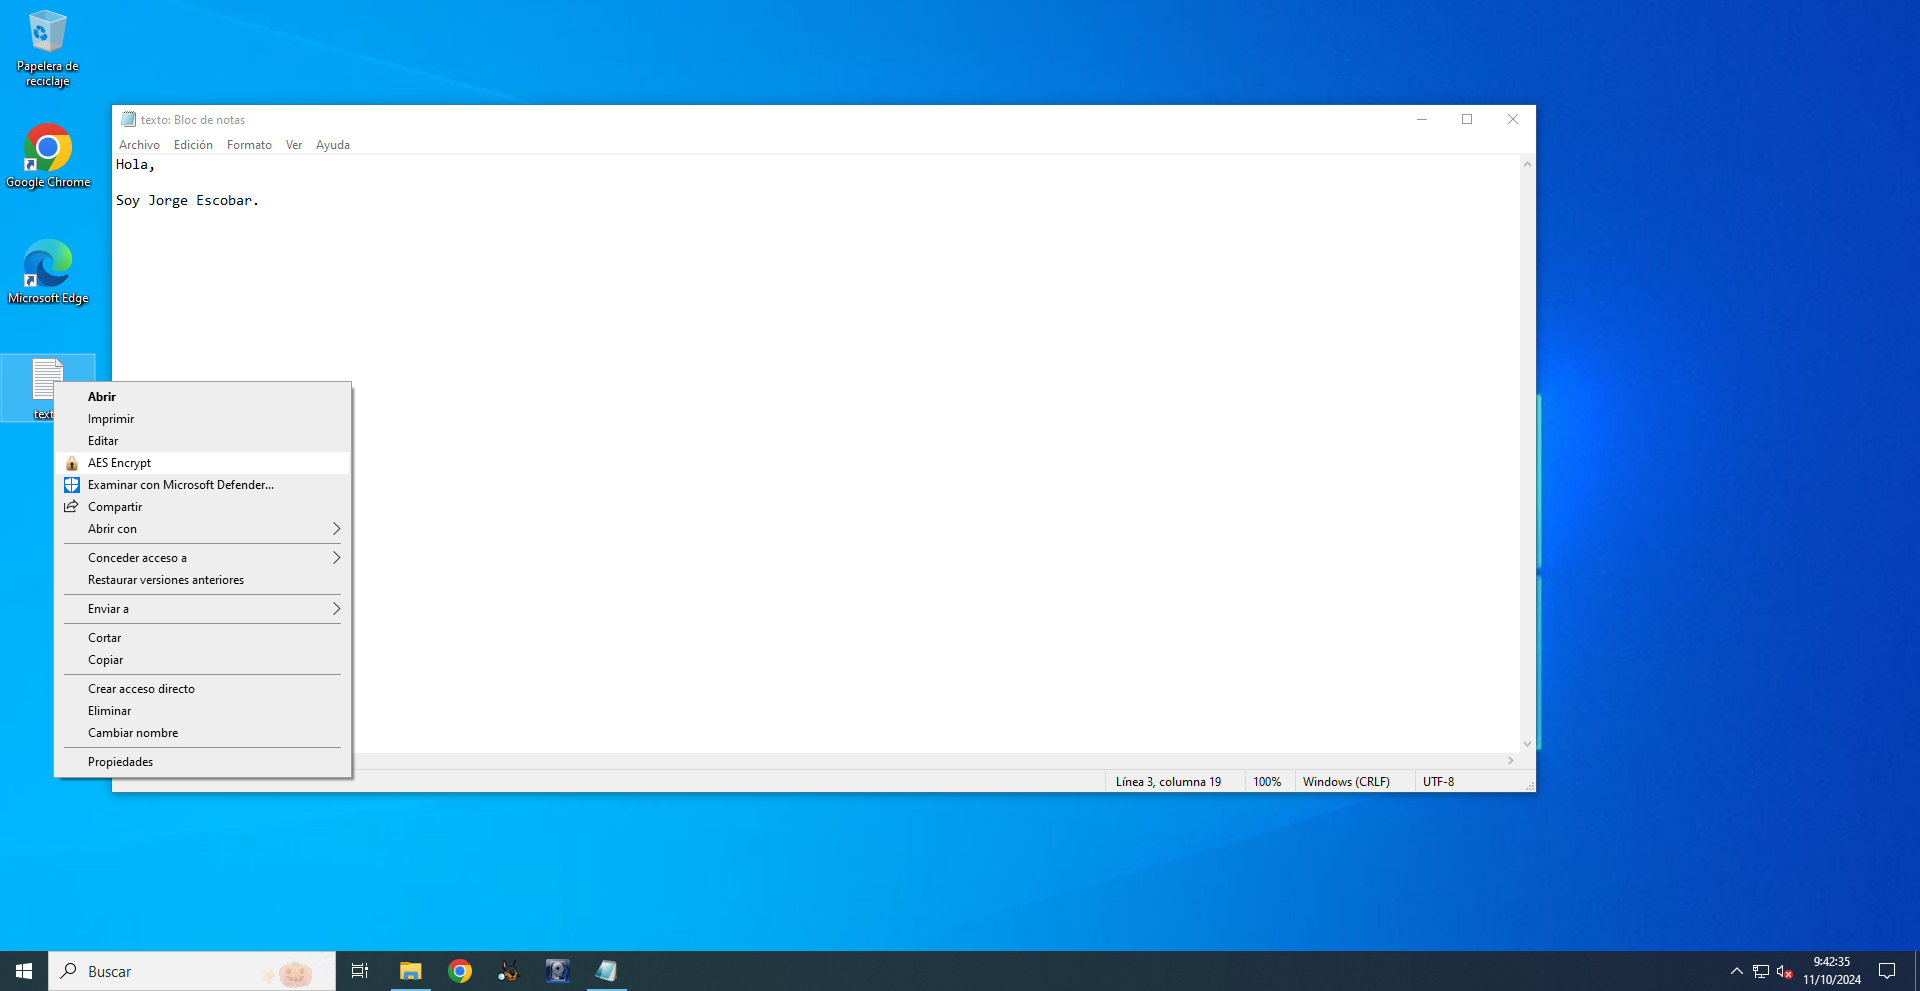 Papelera de
reciclaje
Google Chrome
Microsoft Edge
text
texto: Bloc de notas
Archivo Edición Formato Ver Ayuda
Hola,
Soy Jorge Escobar.
Abrir
Imprimir
Editar
AES Encrypt
Examinar con Microsoft Defender...
Compartir
Abrir con
Conceder acceso a
Restaurar versiones anteriores
Enviar a
Cortar
Copiar
Crear acceso directo
Eliminar
Cambiar nombre
Propiedades
Línea 3, columna 19 100% Windows (CRLF) UTF-8
Buscar
9:42:35
11/10/2024